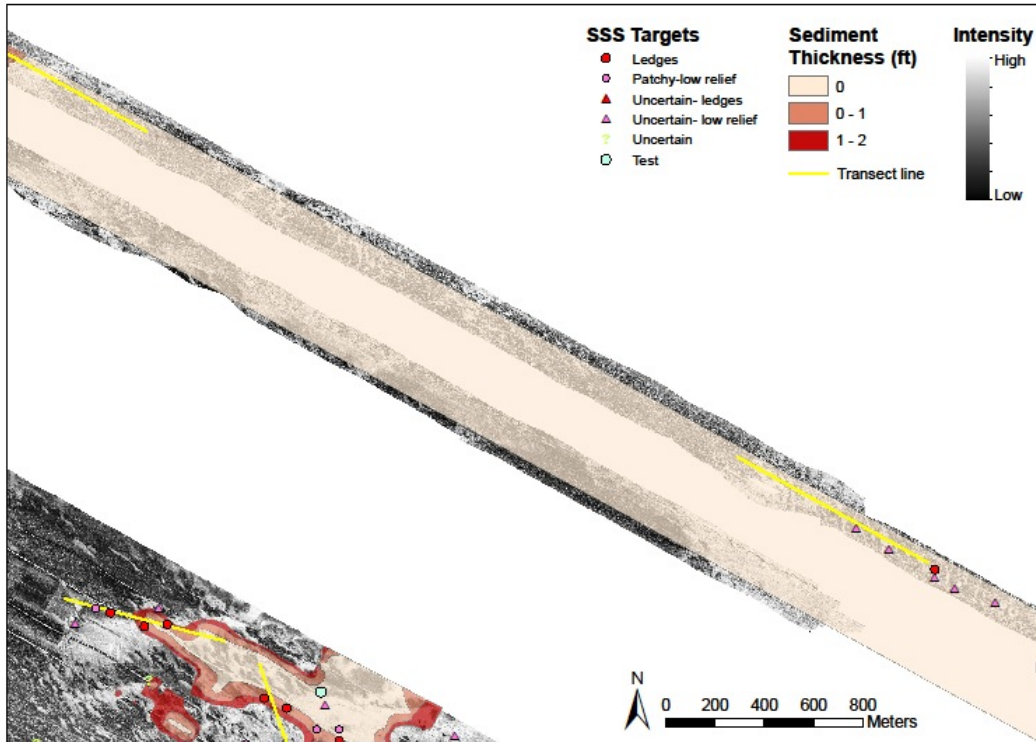 SSS Targets
Ledges
Patchy-low relief
Uncertain- ledges
Uncertain- low relief
Uncertain
Test
Sediment
Thickness (ft)
0
0 - 1
1 - 2
Transect line
Intensity
High
Low
N
0 200 400 600 800
Meters